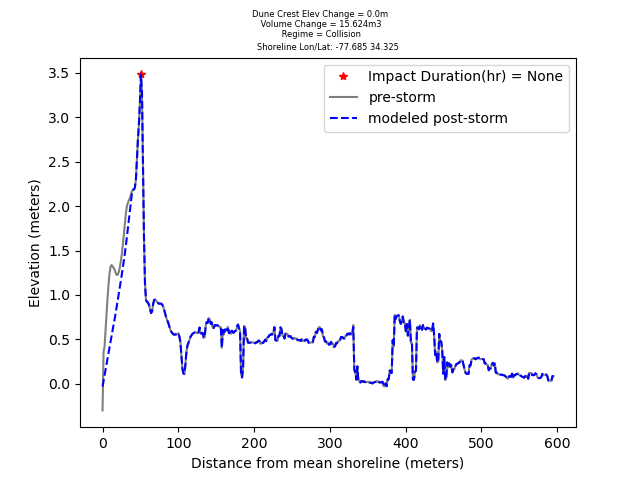 Dune Crest Elev Change = 0.0m
Volume Change = 15.624m3
Regime = Collision
Shoreline Lon/Lat: -77.685 34.325
Impact Duration(hr) = None
pre-storm
modeled post-storm
3.5
3.0
2.5
2.0
1.5
1.0
0.5
0.0
Elevation (meters)
0 100 200 300 400 500 600
Distance from mean shoreline (meters)